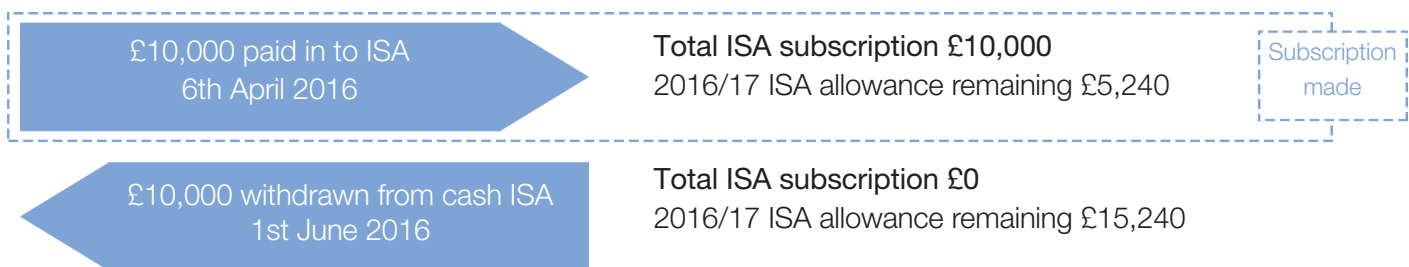 £10,000 paid in to ISA
6th April 2016
Total ISA subscription £10,000
2016/17 ISA allowance remaining £5,240
Subscription
made
£10,000 withdrawn from cash ISA
1st June 2016
Total ISA subscription £0
2016/17 ISA allowance remaining £15,240